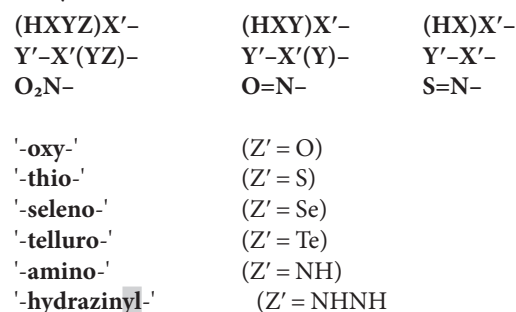 (HXYZ)X′– (HXY)X′– (HX)X′–
Y′–X′(YZ)– Y′–X′(Y)– Y′–X′–
O₂N– O=N– S=N–
'-oxy-' (Z′ = O)
'-thio-' (Z′ = S)
'-seleno-' (Z′ = Se)
'-telluro-' (Z′ = Te)
'-amino-' (Z′ = NH)
'-hydrazinyl-' (Z′ = NHNH